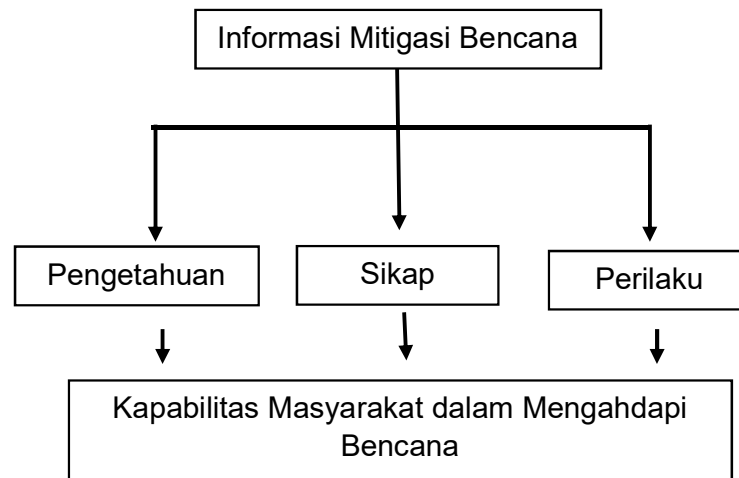 Informasi Mitigasi Bencana
Pengetahuan
Sikap
Perilaku
Kapabilitas Masyarakat dalam Mengahdapi
Bencana